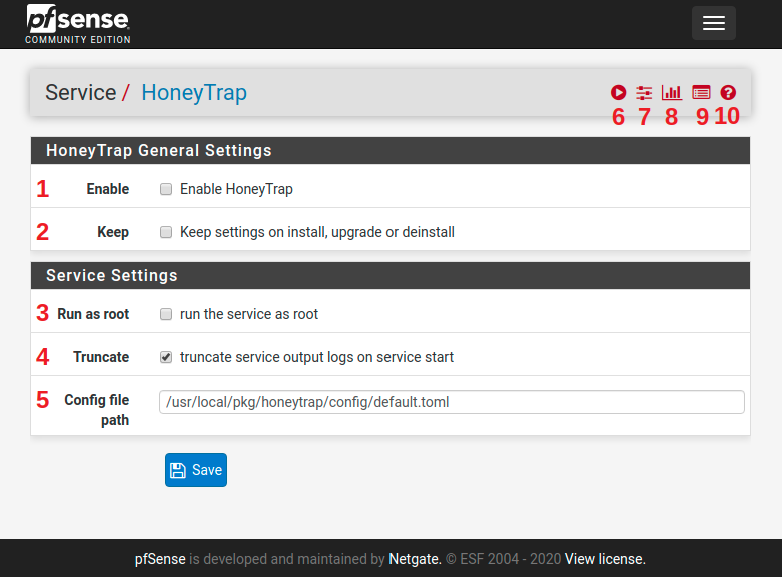 pfsense
COMMUNITY EDITION
Service / HoneyTrap
6 7 8 9 10
HoneyTrap General Settings
1 Enable Enable HoneyTrap
2 Keep Keep settings on install, upgrade or deinstall
Service Settings
3 Run as root run the service as root
4 Truncate truncate service output logs on service start
5 Config file path /usr/local/pkg/honeytrap/config/default.toml
Save
pfSense is developed and maintained by Netgate. © ESF 2004 - 2020 View license.